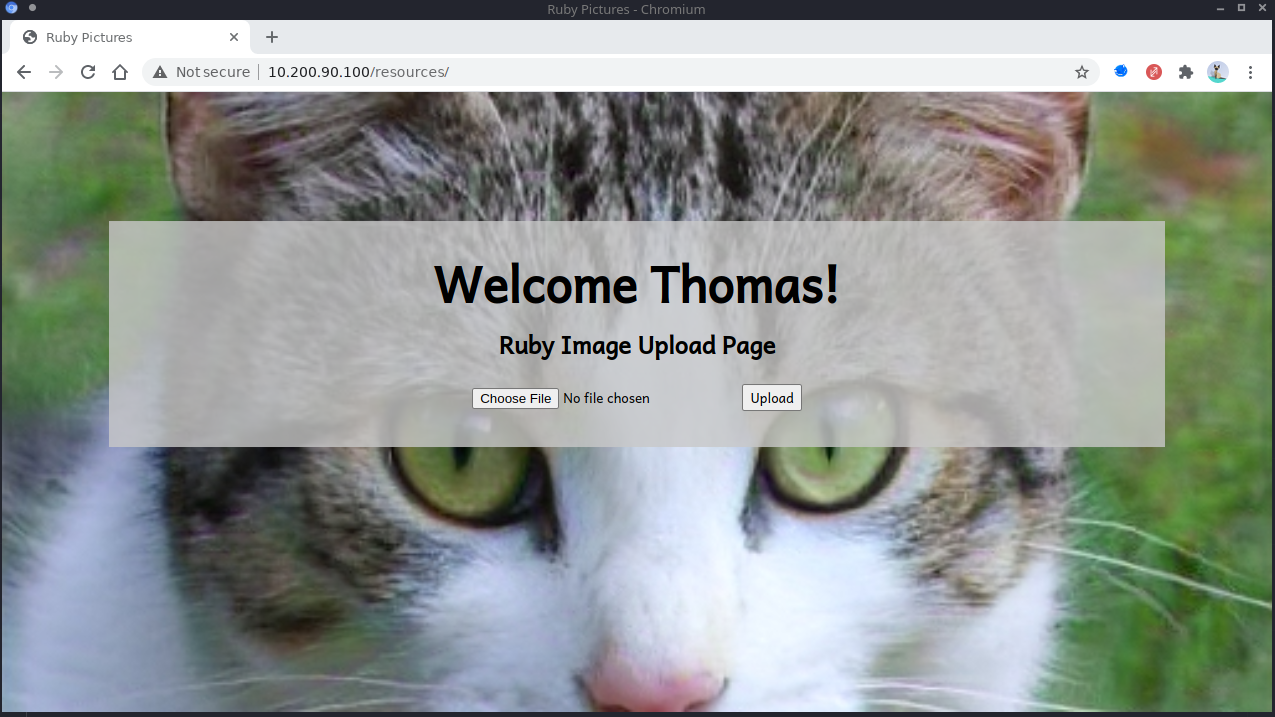 Ruby Pictures - Chromium
Ruby Pictures
Not secure 10.200.90.100/resources/
Welcome Thomas!
Ruby Image Upload Page
Choose File No file chosen Upload